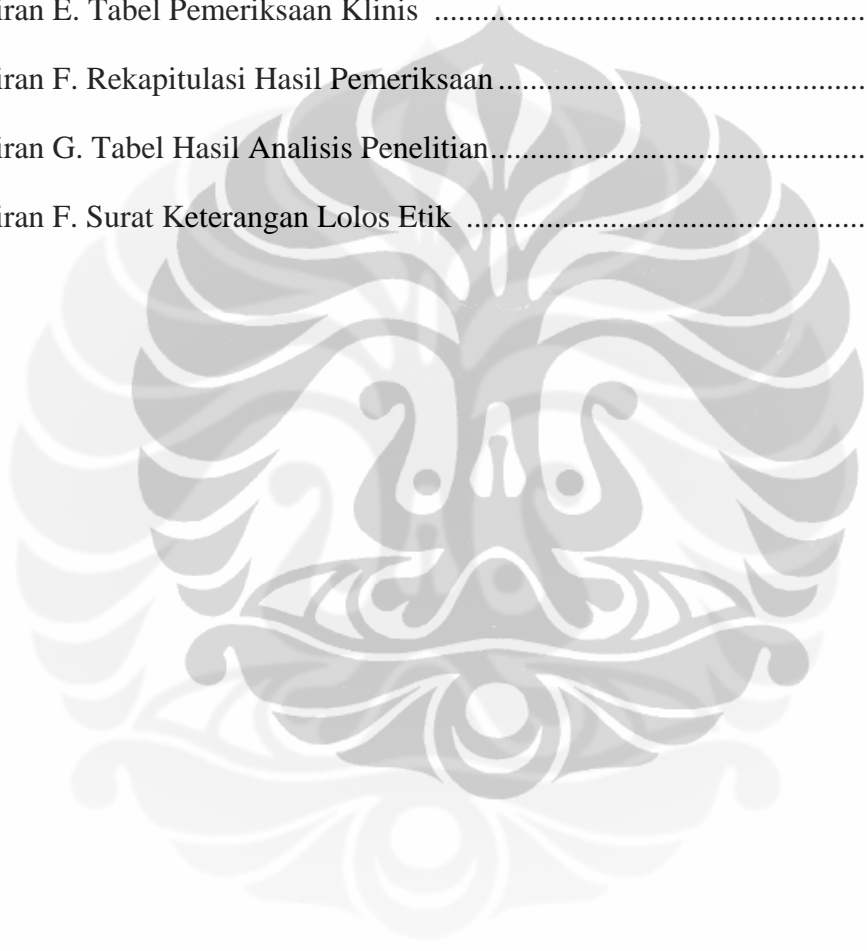 iran E. Tabel Pemeriksaan Klinis ....................................................
iran F. Rekapitulasi Hasil Pemeriksaan ............................................
iran G. Tabel Hasil Analisis Penelitian.............................................
iran F. Surat Keterangan Lolos Etik ................................................